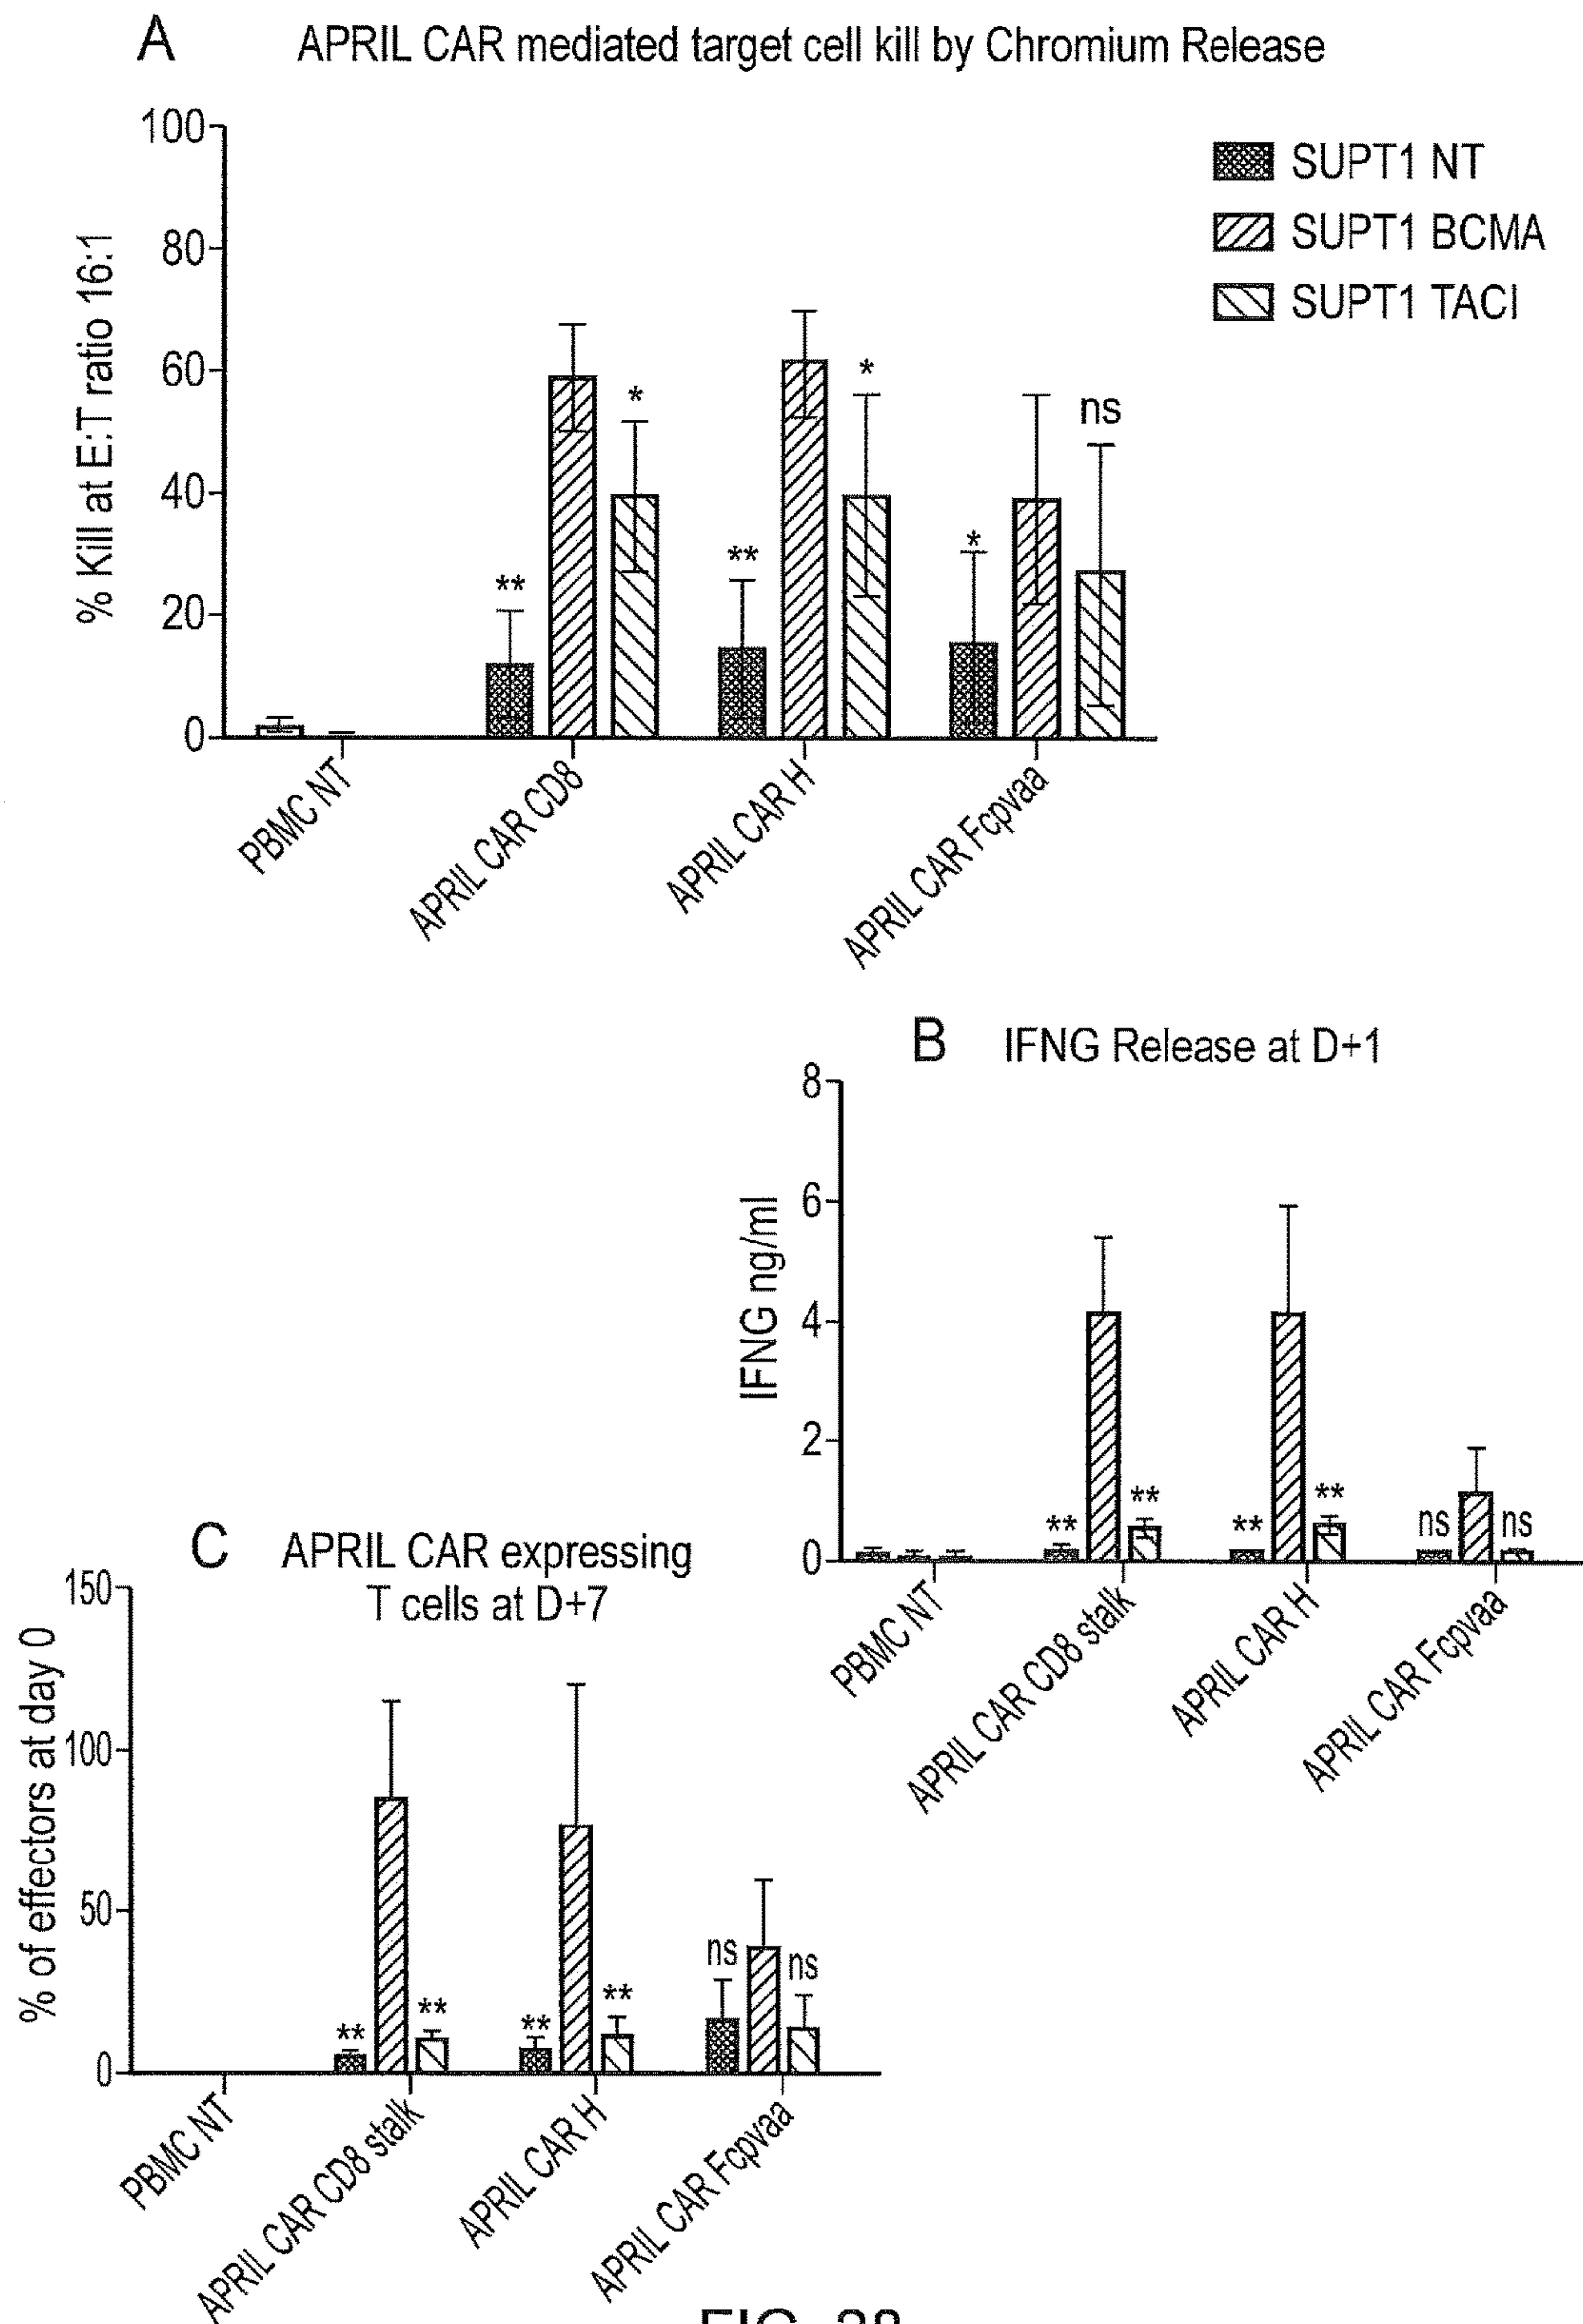 A APRIL CAR mediated target cell kill by Chromium Release
100
80
60
40
20
0
% Kill at E:T ratio 16:1
SUPT1 NT
SUPT1 BCMA
SUPT1 TACI
**
*
**
*
*
ns
PBMC NT
APRIL CAR CD8
APRIL CAR H
APRIL CAR Fcpvaa
B IFNG Release at D+1
8
6
4
2
0
IFNG ng/ml
**
**
**
**
ns
ns
PBMC NT
APRIL CAR CD8 stalk
APRIL CAR H
APRIL CAR Fcpvaa
C APRIL CAR expressing
T cells at D+7
150
100
50
0
% of effectors at day 0
**
**
**
**
ns
ns
PBMC NT
APRIL CAR CD8 stalk
APRIL CAR H
APRIL CAR Fcpvaa